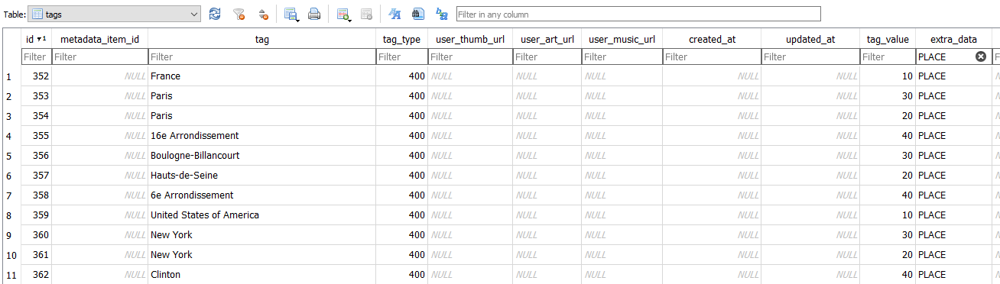 Table: tags Filter in any column
id 1 metadata_item_id tag tag_type user_thumb_url user_art_url user_music_url created_at updated_at tag_value extra_data
Filter Filter Filter Filter Filter Filter Filter Filter Filter Filter PLACE
1 352 NULL France 400 NULL NULL NULL NULL NULL 10 PLACE
2 353 NULL Paris 400 NULL NULL NULL NULL NULL 30 PLACE
3 354 NULL Paris 400 NULL NULL NULL NULL NULL 20 PLACE
4 355 NULL 16e Arrondissement 400 NULL NULL NULL NULL NULL 40 PLACE
5 356 NULL Boulogne-Billancourt 400 NULL NULL NULL NULL NULL 30 PLACE
6 357 NULL Hauts-de-Seine 400 NULL NULL NULL NULL NULL 20 PLACE
7 358 NULL 6e Arrondissement 400 NULL NULL NULL NULL NULL 40 PLACE
8 359 NULL United States of America 400 NULL NULL NULL NULL NULL 10 PLACE
9 360 NULL New York 400 NULL NULL NULL NULL NULL 30 PLACE
10 361 NULL New York 400 NULL NULL NULL NULL NULL 20 PLACE
11 362 NULL Clinton 400 NULL NULL NULL NULL NULL 40 PLACE